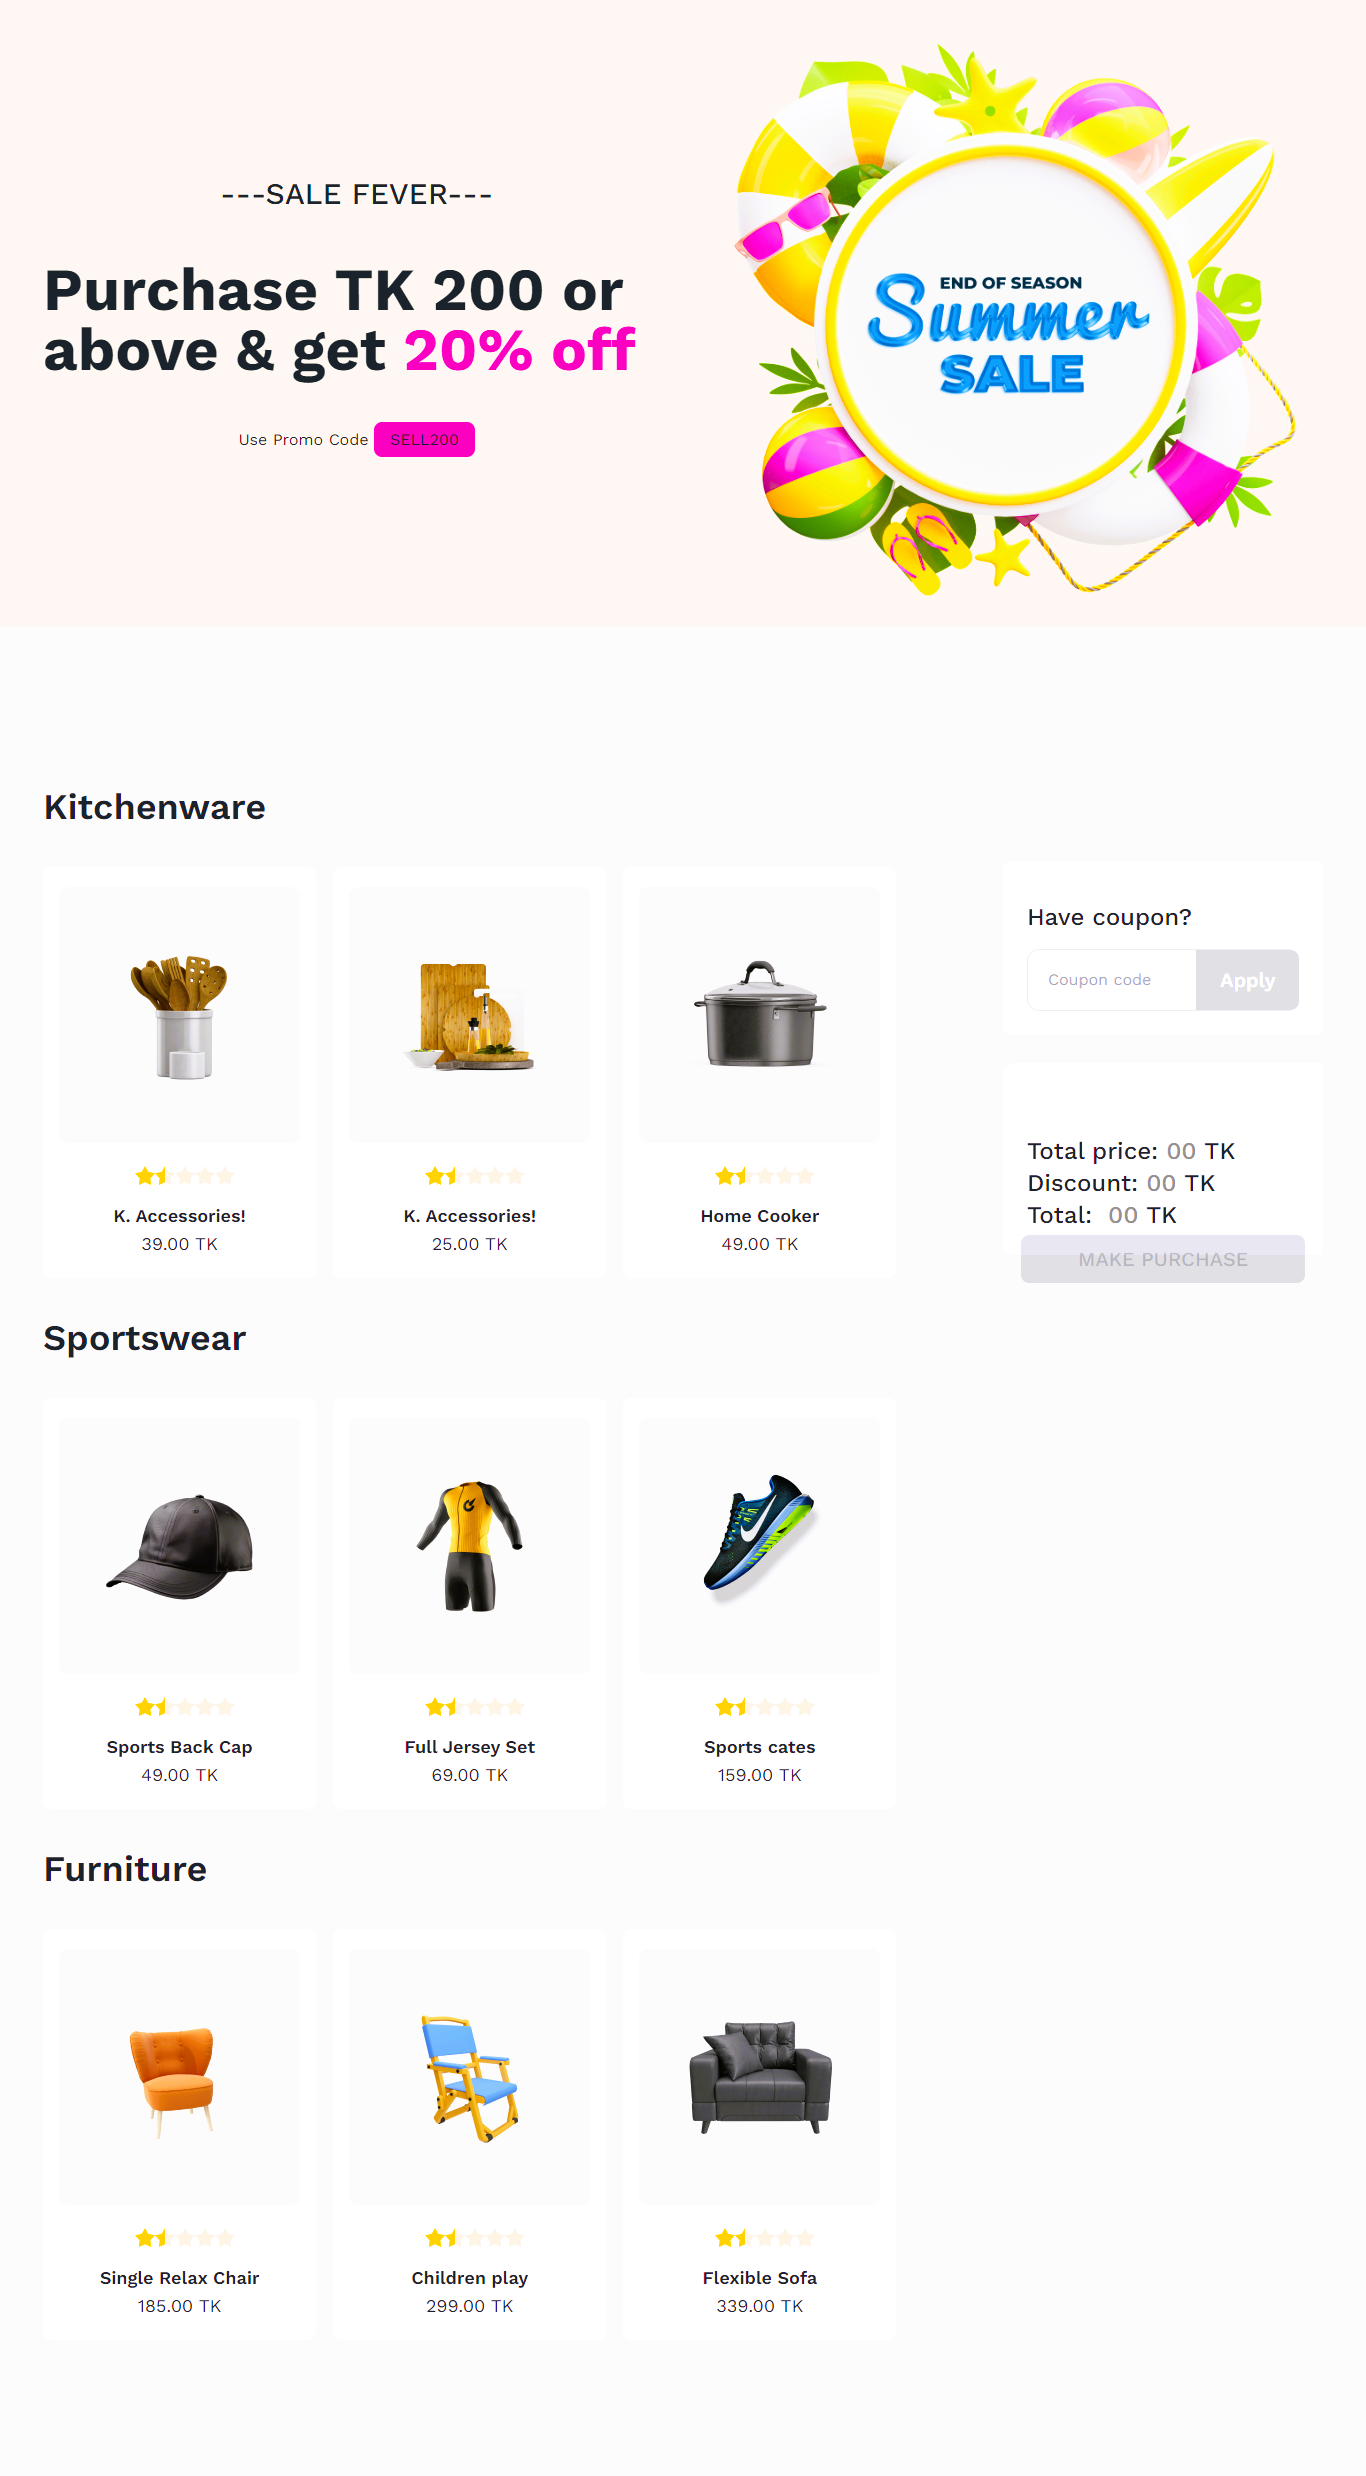 ---SALE FEVER---
Purchase TK 200 or
above & get 20% off
Use Promo Code SELL200
END OF SEASON
Summer
SALE
Kitchenware
K. Accessories!
39.00 TK
K. Accessories!
25.00 TK
Home Cooker
49.00 TK
Have coupon?
Coupon code Apply
Total price: 00 TK
Discount: 00 TK
Total: 00 TK
MAKE PURCHASE
Sportswear
Sports Back Cap
49.00 TK
Full Jersey Set
69.00 TK
Sports cates
159.00 TK
Furniture
Single Relax Chair
185.00 TK
Children play
299.00 TK
Flexible Sofa
339.00 TK